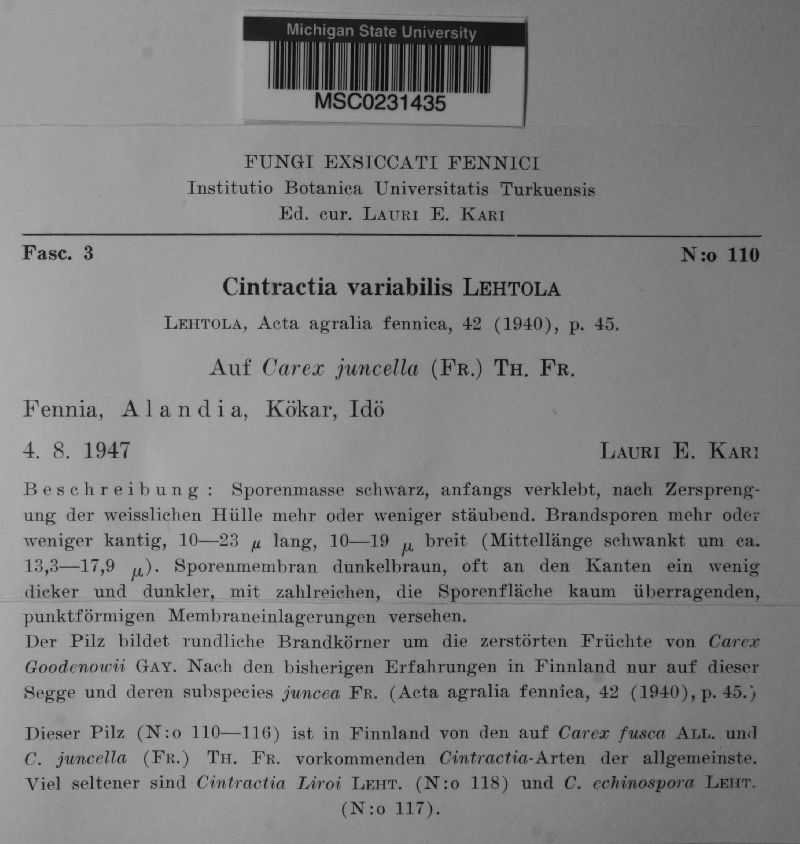 Michigan State University
MSC0231435
FUNGI EXSICCATI FENNICI
Institutio Botanica Universitatis Turkuensis
Ed. cur. LAURI E. KARI
Fasc. 3 N:o 110
Cintractia variabilis LEHTOLA
LEHTOLA, Acta agralia fennica, 42 (1940), p. 45.
Auf Carex juncella (FR.) TH. FR.
Fennia, Alandia, Kökar, Idö
4. 8. 1947 LAURI E. KARI
Beschreibung: Sporenmasse schwarz, anfangs verklebt, nach Zerspreng-
ung der weisslichen Hülle mehr oder weniger stäubend. Brandsporen mehr oder
weniger kantig, 10—23 μ lang, 10—19 μ breit (Mittellänge schwankt um ca.
13,3—17,9 μ). Sporenmembran dunkelbraun, oft an den Kanten ein wenig
dicker und dunkler, mit zahlreichen, die Sporenfläche kaum überragenden,
punktförmigen Membraneinlagerungen versehen.
Der Pilz bildet rundliche Brandkörner um die zerstörten Früchte von Carex
Goodenowii GAY. Nach den bisherigen Erfahrungen in Finnland nur auf dieser
Segge und deren subspecies juncea FR. (Acta agralia fennica, 42 (1940), p. 45.)
Dieser Pilz (N:o 110—116) ist in Finnland von den auf Carex fusca ALL. und
C. juncella (FR.) TH. FR. vorkommenden Cintractia-Arten der allgemeinste.
Viel seltener sind Cintractia Liroi LEHT. (N:o 118) und C. echinospora LEHT.
(N:o 117).